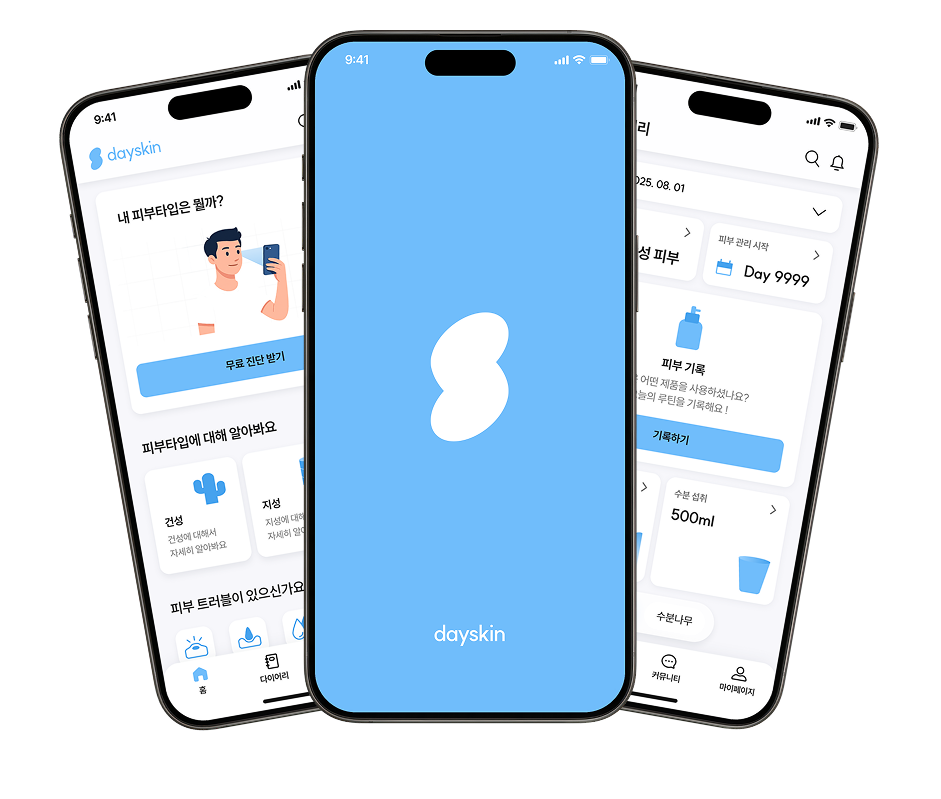 9:41
dayskin
내 피부타입은 뭘까?
무료 진단 받기
피부타입에 대해 알아봐요
건성
건성에 대해서
자세히 알아봐요
지성
지성에 대해
자세히
피부 트러블이 있으신가요
홈
다이어리
9:41
dayskin
2025. 08. 01
성 피부
피부 관리 시작
Day 9999
피부 기록
어떤 제품을 사용하셨나요?
루틴을 기록해요 !
기록하기
수분 섭취
500ml
수분나무
커뮤니티
마이페이지